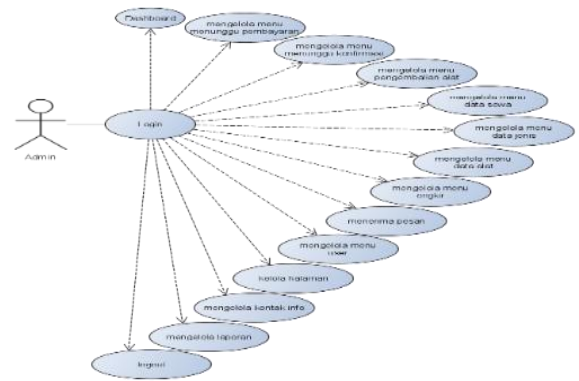 Dashboard
mengelola menu
menunggu pembayaran
mengelola menu
menunggu konfirmasi
mengelola menu
pengembalian alat
mengelola menu
data sewa
mengelola menu
data jenis
mengelola menu
data alat
mengelola menu
ongkir
menerima pesan
mengelola menu
user
kelola halaman
mengelola kontak info
mengelola laporan
logout
Login
Admin